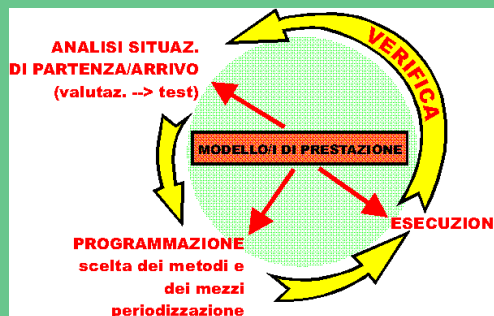 ANALISI SITUAZ.
DI PARTENZA/ARRIVO
(valutaz. --> test)
VERIFICA
MODELLO/I DI PRESTAZIONE
ESECUZION
PROGRAMMAZIONE
scelta dei metodi e
dei mezzi
periodizzazione